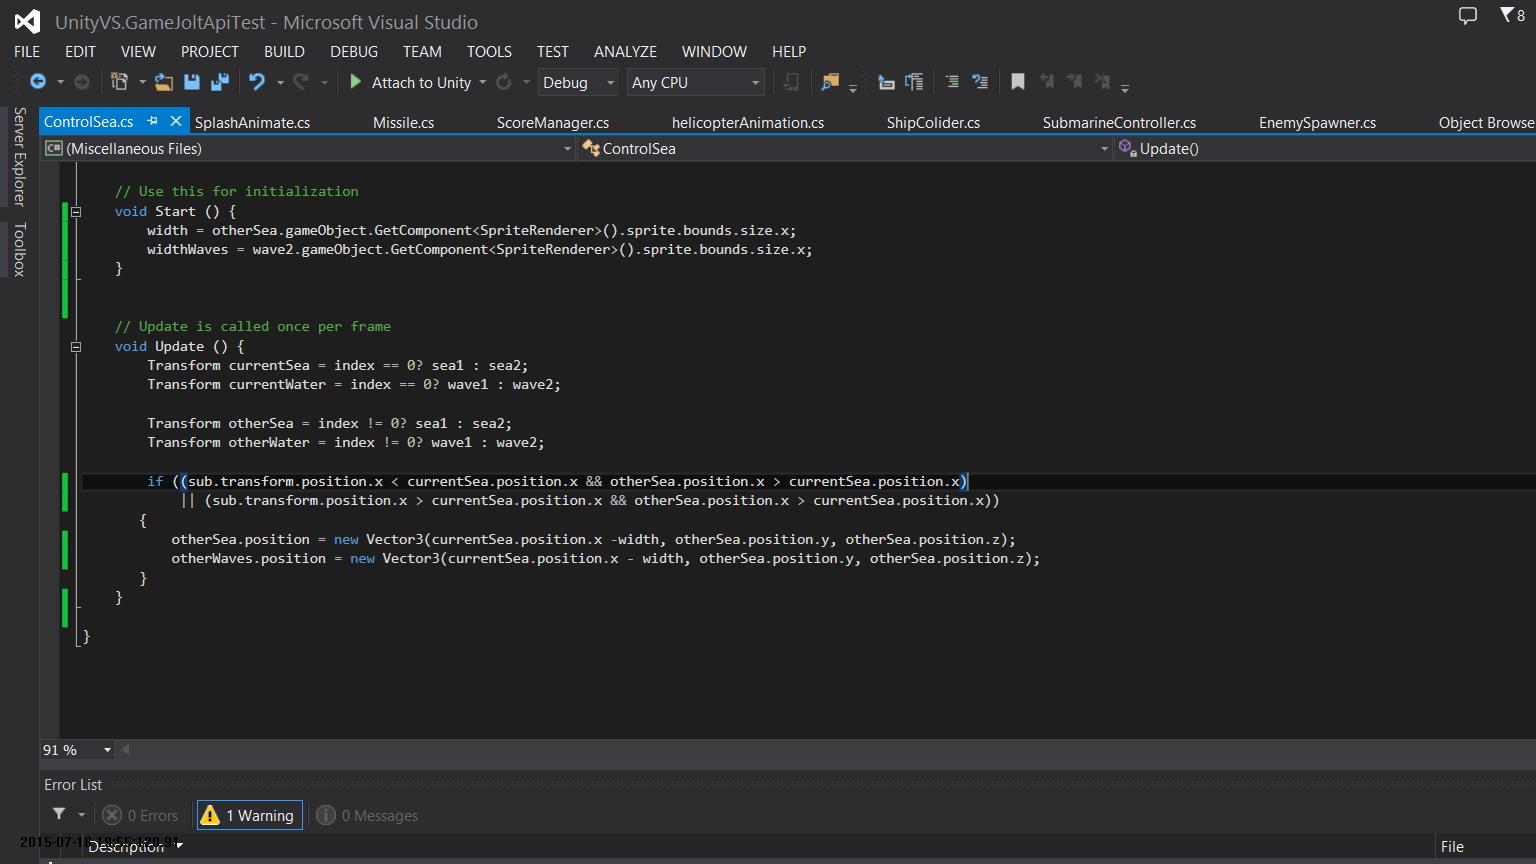 UnityVS.GameJoltApiTest - Microsoft Visual Studio
8
FILE EDIT VIEW PROJECT BUILD DEBUG TEAM TOOLS TEST ANALYZE WINDOW HELP
Attach to Unity Debug Any CPU
Server Explorer
Toolbox
ControlSea.cs SplashAnimate.cs Missile.cs ScoreManager.cs helicopterAnimation.cs ShipColider.cs SubmarineController.cs EnemySpawner.cs Object Browse
C# (Miscellaneous Files) ControlSea Update()
// Use this for initialization
void Start () {
width = otherSea.gameObject.GetComponent<SpriteRenderer>().sprite.bounds.size.x;
widthWaves = wave2.gameObject.GetComponent<SpriteRenderer>().sprite.bounds.size.x;
}
// Update is called once per frame
void Update () {
Transform currentSea = index == 0? sea1 : sea2;
Transform currentWater = index == 0? wave1 : wave2;
Transform otherSea = index != 0? sea1 : sea2;
Transform otherWater = index != 0? wave1 : wave2;
if ((sub.transform.position.x < currentSea.position.x && otherSea.position.x > currentSea.position.x)
|| (sub.transform.position.x > currentSea.position.x && otherSea.position.x > currentSea.position.x))
{
otherSea.position = new Vector3(currentSea.position.x -width, otherSea.position.y, otherSea.position.z);
otherWaves.position = new Vector3(currentSea.position.x - width, otherSea.position.y, otherSea.position.z);
}
}
}
91 %
Error List
0 Errors 1 Warning 0 Messages
Description File